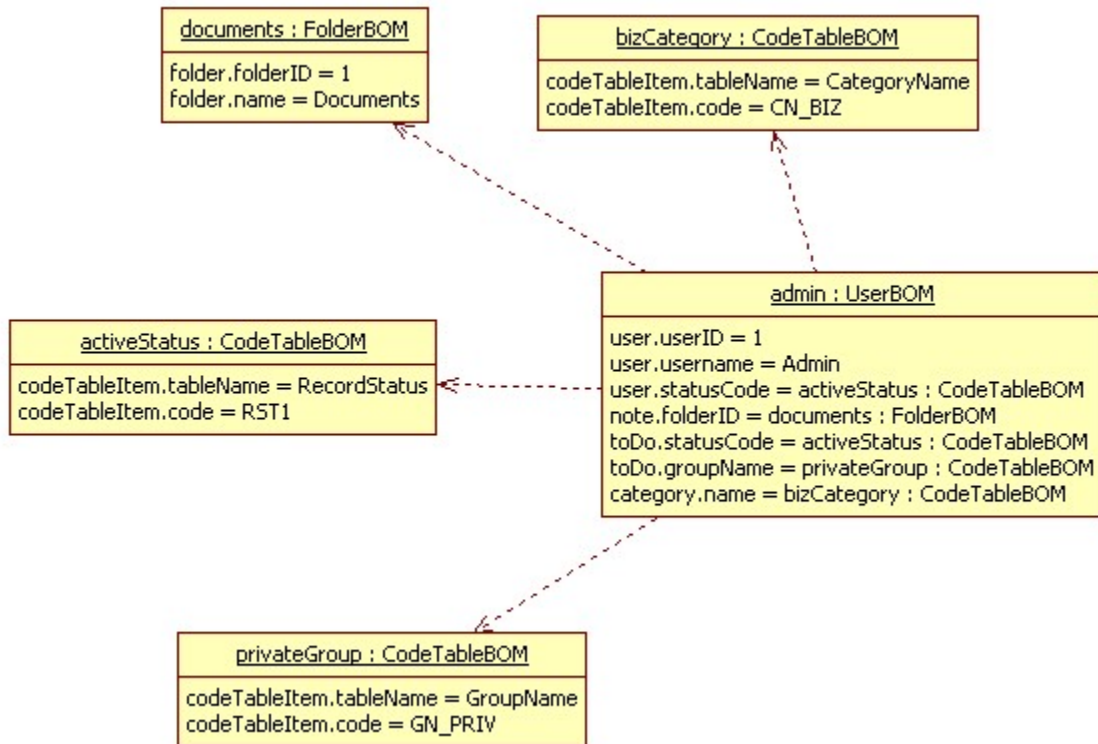 documents : FolderBOM
folder.folderID = 1
folder.name = Documents
bizCategory : CodeTableBOM
codeTableItem.tableName = CategoryName
codeTableItem.code = CN_BIZ
admin : UserBOM
user.userID = 1
user.username = Admin
user.statusCode = activeStatus : CodeTableBOM
note.folderID = documents : FolderBOM
toDo.statusCode = activeStatus : CodeTableBOM
toDo.groupName = privateGroup : CodeTableBOM
category.name = bizCategory : CodeTableBOM
activeStatus : CodeTableBOM
codeTableItem.tableName = RecordStatus
codeTableItem.code = RST1
privateGroup : CodeTableBOM
codeTableItem.tableName = GroupName
codeTableItem.code = GN_PRIV